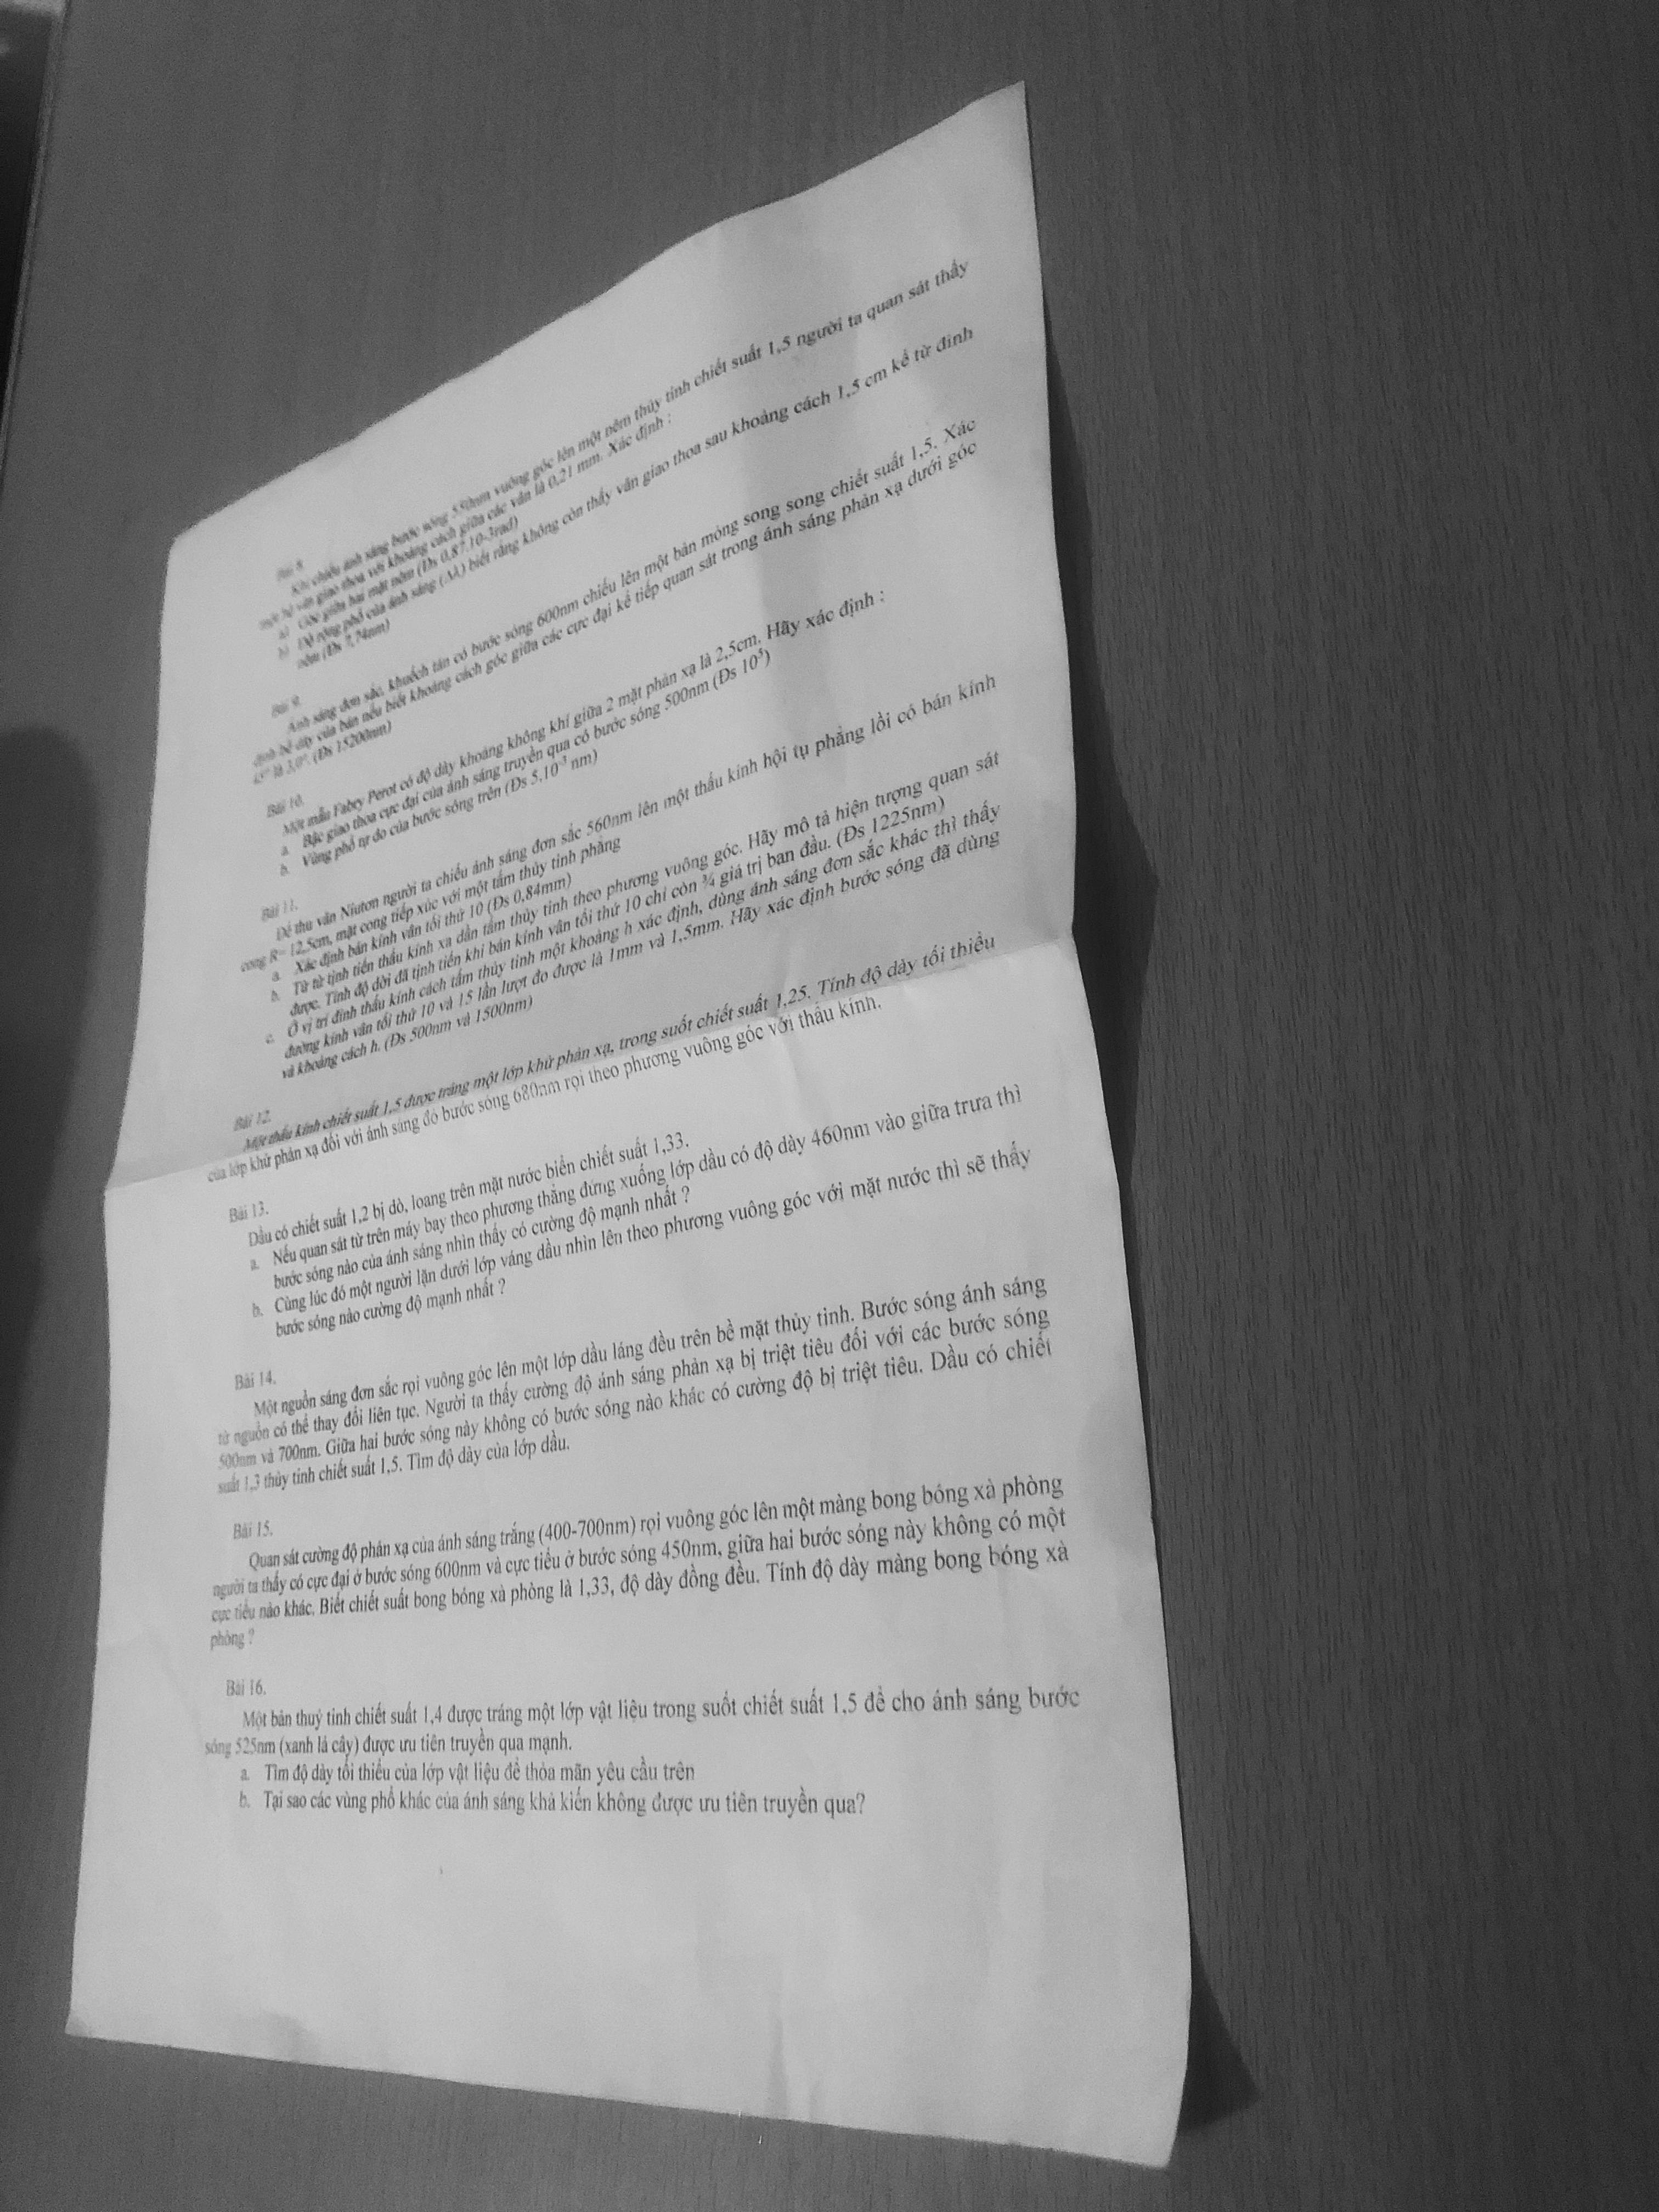 Bài 8.
Khi chiếu ánh sáng bước sóng 550nm vuông góc lên một nêm thủy tinh chiết suất 1,5 người ta quan sát thấy
một hệ vân giao thoa với khoảng cách giữa các vân là 0,21 mm. Xác định :
a) Góc giữa hai mặt nêm (Đs 0,87.10-3rad)
b) Độ rộng phổ của ánh sáng (Δλ) biết rằng không còn thấy vân giao thoa sau khoảng cách 1,5 cm kể từ đỉnh
nêm (Đs 7,74nm)
Bài 9.
Ánh sáng đơn sắc, khuếch tán có bước sóng 600nm chiếu lên một bản mỏng song song chiết suất 1,5. Xác
định bề dày của bản nếu biết khoảng cách góc giữa các cực đại kế tiếp quan sát trong ánh sáng phản xạ dưới góc
45° là 3,0°. (Đs 15200nm)
Bài 10.
Một mẫu Fabry Perot có độ dày khoảng không khí giữa 2 mặt phản xạ là 2,5cm. Hãy xác định :
a. Bậc giao thoa cực đại của ánh sáng truyền qua có bước sóng 500nm (Đs 10⁵)
b. Vùng phổ tự do của bước sóng trên (Đs 5.10⁻³ nm)
Bài 11.
Để thu vân Niutơn người ta chiếu ánh sáng đơn sắc 560nm lên một thấu kính hội tụ phẳng lồi có bán kính
cong R= 12,5cm, mặt cong tiếp xúc với một tấm thủy tinh phẳng
a. Xác định bán kính vân tối thứ 10 (Đs 0,84mm)
b. Từ từ tịnh tiến thấu kính xa dần tấm thủy tinh theo phương vuông góc. Hãy mô tả hiện tượng quan sát
được. Tính độ dời đã tịnh tiến khi bán kính vân tối thứ 10 chỉ còn ¾ giá trị ban đầu. (Đs 1225nm)
c. Ở vị trí đỉnh thấu kính cách tấm thủy tinh một khoảng h xác định, dùng ánh sáng đơn sắc khác thì thấy
đường kính vân tối thứ 10 và 15 lần lượt đo được là 1mm và 1,5mm. Hãy xác định bước sóng đã dùng
và khoảng cách h. (Đs 500nm và 1500nm)
Bài 12.
Một thấu kính chiết suất 1,5 được tráng một lớp khử phản xạ, trong suốt chiết suất 1,25. Tính độ dày tối thiểu
của lớp khử phản xạ đối với ánh sáng đỏ bước sóng 680nm rọi theo phương vuông góc với thấu kính.
Bài 13.
Dầu có chiết suất 1,2 bị dò, loang trên mặt nước biển chiết suất 1,33.
a. Nếu quan sát từ trên máy bay theo phương thẳng đứng xuống lớp dầu có độ dày 460nm vào giữa trưa thì
bước sóng nào của ánh sáng nhìn thấy có cường độ mạnh nhất ?
b. Cùng lúc đó một người lặn dưới lớp váng dầu nhìn lên theo phương vuông góc với mặt nước thì sẽ thấy
bước sóng nào cường độ mạnh nhất ?
Bài 14.
Một nguồn sáng đơn sắc rọi vuông góc lên một lớp dầu láng đều trên bề mặt thủy tinh. Bước sóng ánh sáng
từ nguồn có thể thay đổi liên tục. Người ta thấy cường độ ánh sáng phản xạ bị triệt tiêu đối với các bước sóng
500nm và 700nm. Giữa hai bước sóng này không có bước sóng nào khác có cường độ bị triệt tiêu. Dầu có chiết
suất 1,3 thủy tinh chiết suất 1,5. Tìm độ dày của lớp dầu.
Bài 15.
Quan sát cường độ phản xạ của ánh sáng trắng (400-700nm) rọi vuông góc lên một màng bong bóng xà phòng
người ta thấy có cực đại ở bước sóng 600nm và cực tiểu ở bước sóng 450nm, giữa hai bước sóng này không có một
cực tiểu nào khác. Biết chiết suất bong bóng xà phòng là 1,33, độ dày đồng đều. Tính độ dày màng bong bóng xà
phòng ?
Bài 16.
Một bản thuỷ tinh chiết suất 1,4 được tráng một lớp vật liệu trong suốt chiết suất 1,5 để cho ánh sáng bước
sóng 525nm (xanh lá cây) được ưu tiên truyền qua mạnh.
a. Tìm độ dày tối thiểu của lớp vật liệu để thỏa mãn yêu cầu trên
b. Tại sao các vùng phổ khác của ánh sáng khả kiến không được ưu tiên truyền qua?